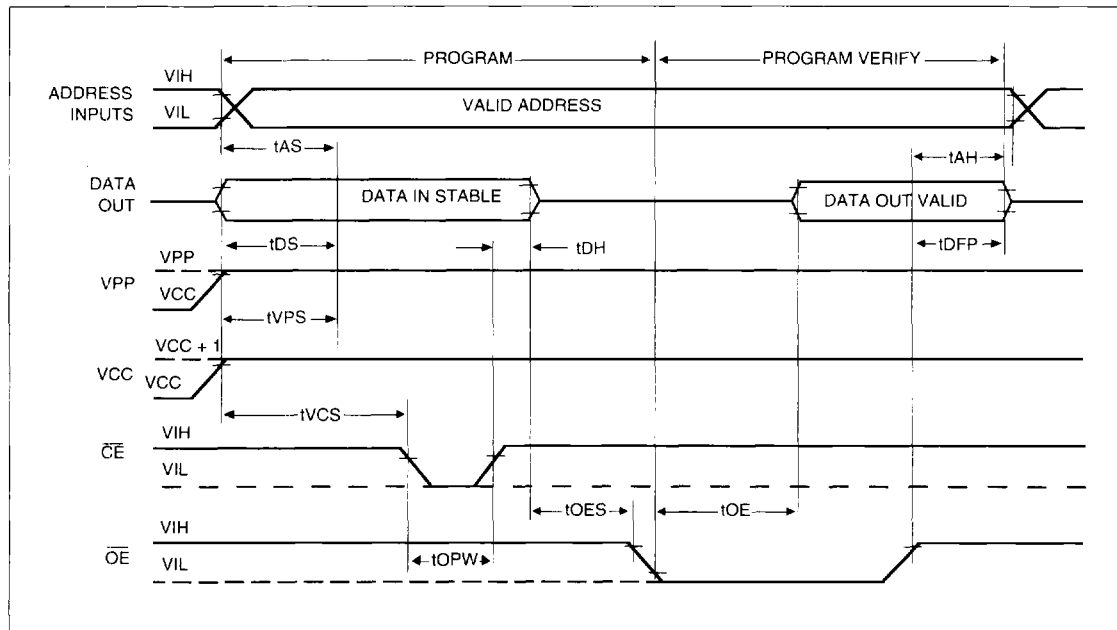 PROGRAM PROGRAM VERIFY
VIH
ADDRESS INPUTS
VIL
VALID ADDRESS
tAS
tAH
DATA OUT
DATA IN STABLE
DATA OUT VALID
tDS
tDH
tDFP
VPP
VPP
VCC
tVPS
VCC + 1
VCC
VCC
tVCS
VIH
CE
VIL
tOES
tOE
VIH
OE
VIL
tOPW